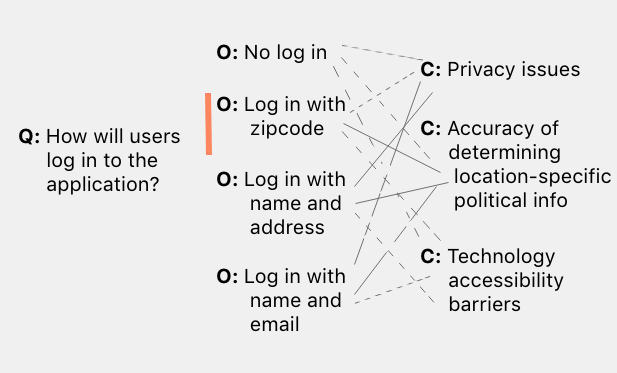 Q: How will users
log in to the
application?
O: No log in
O: Log in with
zipcode
O: Log in with
name and
address
O: Log in with
name and
email
C: Privacy issues
C: Accuracy of
determining
location-specific
political info
C: Technology
accessibility
barriers